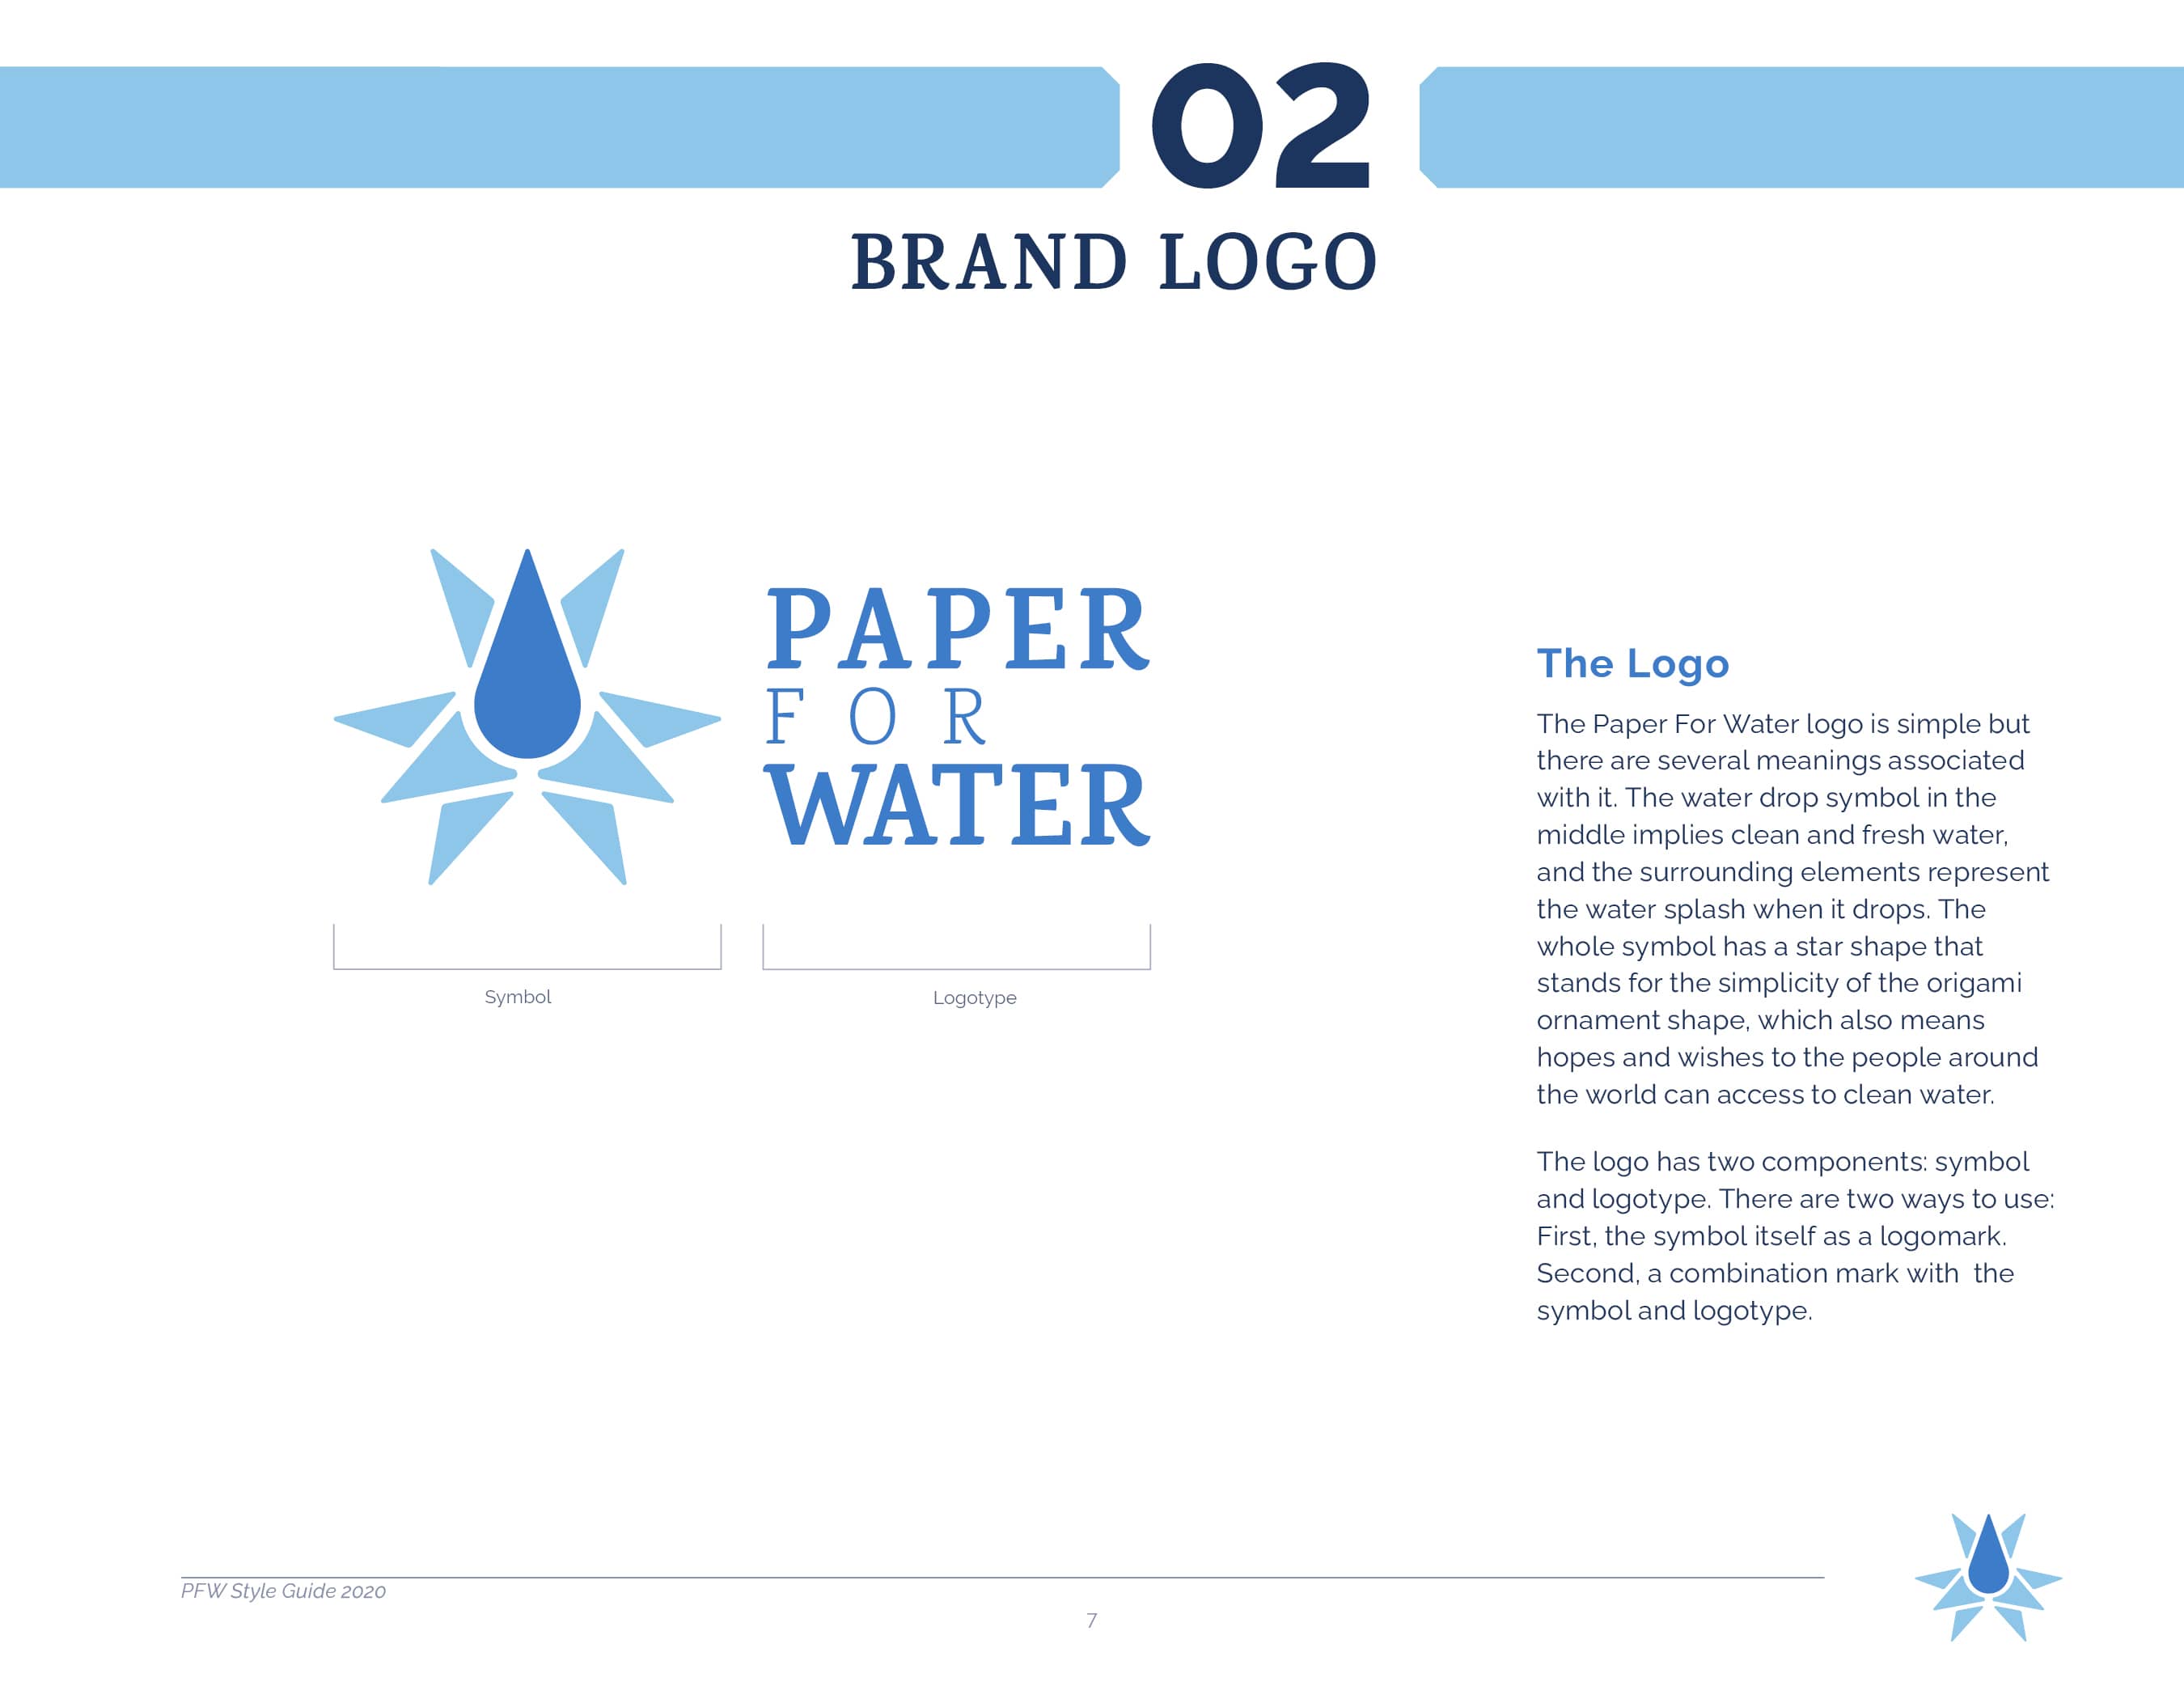 02
BRAND LOGO
PAPER
FOR
WATER
Symbol
Logotype
The Logo
The Paper For Water logo is simple but
there are several meanings associated
with it. The water drop symbol in the
middle implies clean and fresh water,
and the surrounding elements represent
the water splash when it drops. The
whole symbol has a star shape that
stands for the simplicity of the origami
ornament shape, which also means
hopes and wishes to the people around
the world can access to clean water.
The logo has two components: symbol
and logotype. There are two ways to use:
First, the symbol itself as a logomark.
Second, a combination mark with  the
symbol and logotype.
PFW Style Guide 2020
7